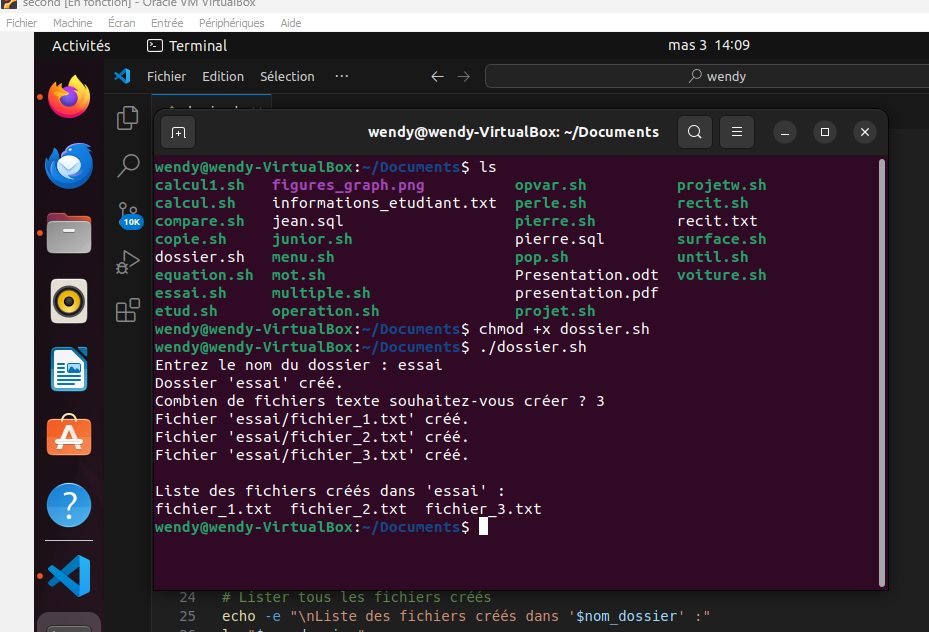 second [En fonction] - Oracle VM VirtualBox
Fichier Machine Écran Entrée Périphériques Aide
Activités Terminal mas 3 14:09
Fichier Edition Sélection ··· wendy
wendy@wendy-VirtualBox: ~/Documents
wendy@wendy-VirtualBox:~/Documents$ ls
calcul1.sh figures_graph.png opvar.sh projetw.sh
calcul.sh informations_etudiant.txt perle.sh recit.sh
compare.sh jean.sql pierre.sh recit.txt
copie.sh junior.sh pierre.sql surface.sh
dossier.sh menu.sh pop.sh until.sh
equation.sh mot.sh Presentation.odt voiture.sh
essai.sh multiple.sh presentation.pdf
etud.sh operation.sh projet.sh
wendy@wendy-VirtualBox:~/Documents$ chmod +x dossier.sh
wendy@wendy-VirtualBox:~/Documents$ ./dossier.sh
Entrez le nom du dossier : essai
Dossier 'essai' créé.
Combien de fichiers texte souhaitez-vous créer ? 3
Fichier 'essai/fichier_1.txt' créé.
Fichier 'essai/fichier_2.txt' créé.
Fichier 'essai/fichier_3.txt' créé.
Liste des fichiers créés dans 'essai' :
fichier_1.txt fichier_2.txt fichier_3.txt
wendy@wendy-VirtualBox:~/Documents$
10K
24 # Lister tous les fichiers créés
25 echo -e "\nListe des fichiers créés dans '$nom_dossier' :"